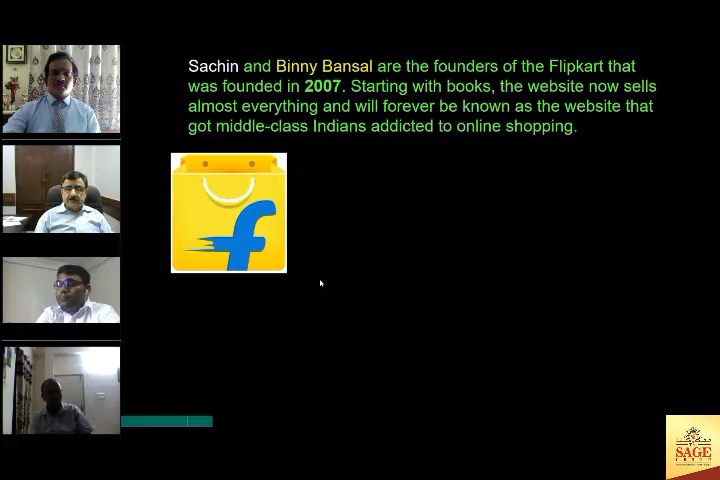 Sachin and Binny Bansal are the founders of the Flipkart that
was founded in 2007. Starting with books, the website now sells
almost everything and will forever be known as the website that
got middle-class Indians addicted to online shopping.
f
SAGE